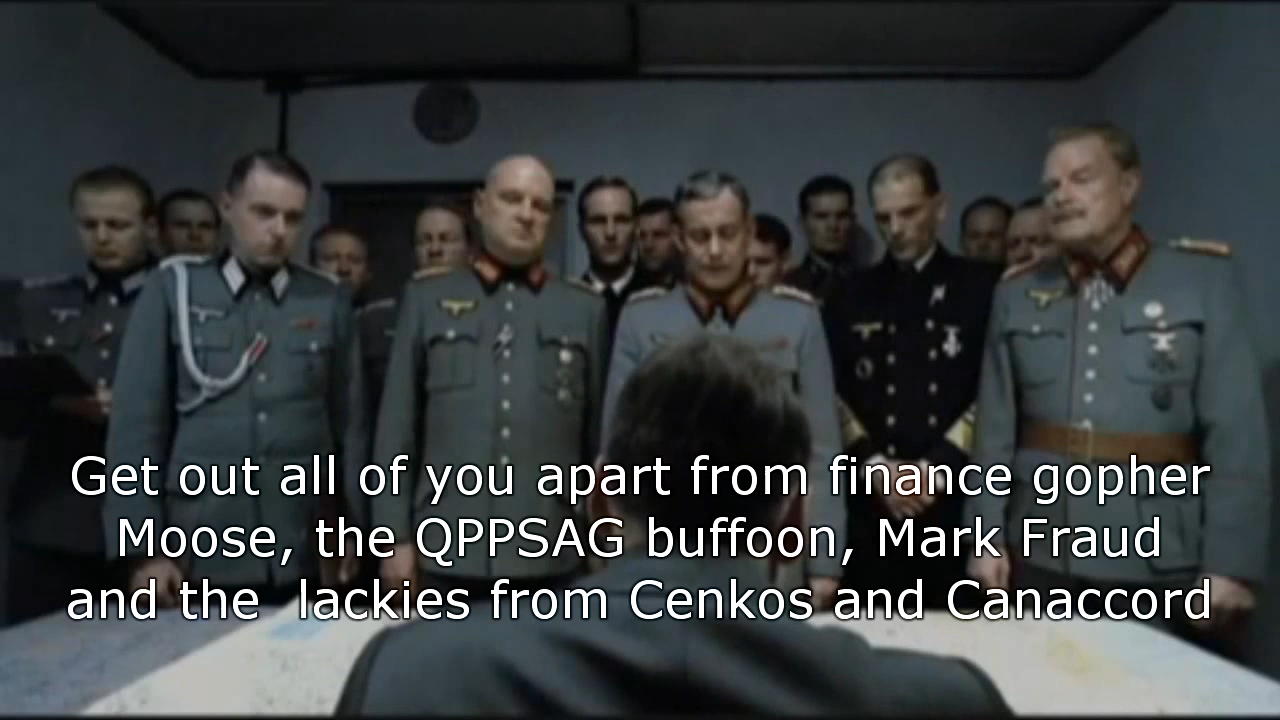 Get out all of you apart from finance gopher
Moose, the QPPSAG buffoon, Mark Fraud
and the  lackies from Cenkos and Canaccord